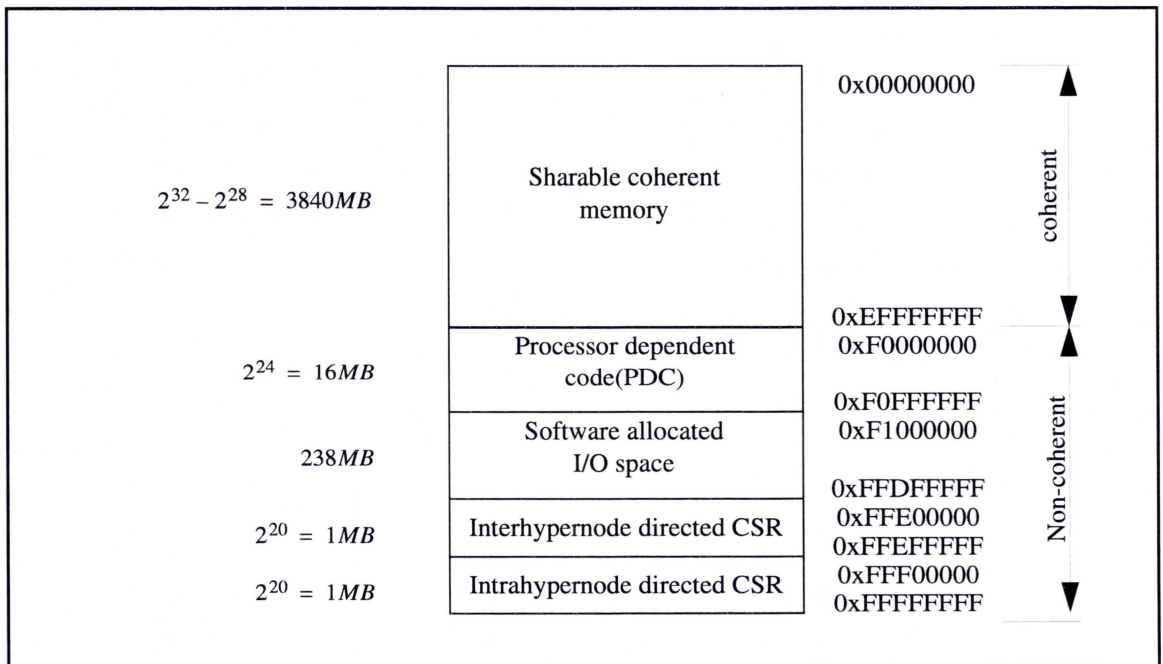 0x00000000
Sharable coherent
memory
2^32 – 2^28 = 3840MB
coherent
0xEFFFFFFF
0xF0000000
Processor dependent
code(PDC)
2^24 = 16MB
0xF0FFFFFF
0xF1000000
Software allocated
I/O space
238MB
Non-coherent
0xFFDFFFFF
0xFFE00000
Interhypernode directed CSR
2^20 = 1MB
0xFFEFFFFF
0xFFF00000
Intrahypernode directed CSR
2^20 = 1MB
0xFFFFFFFF